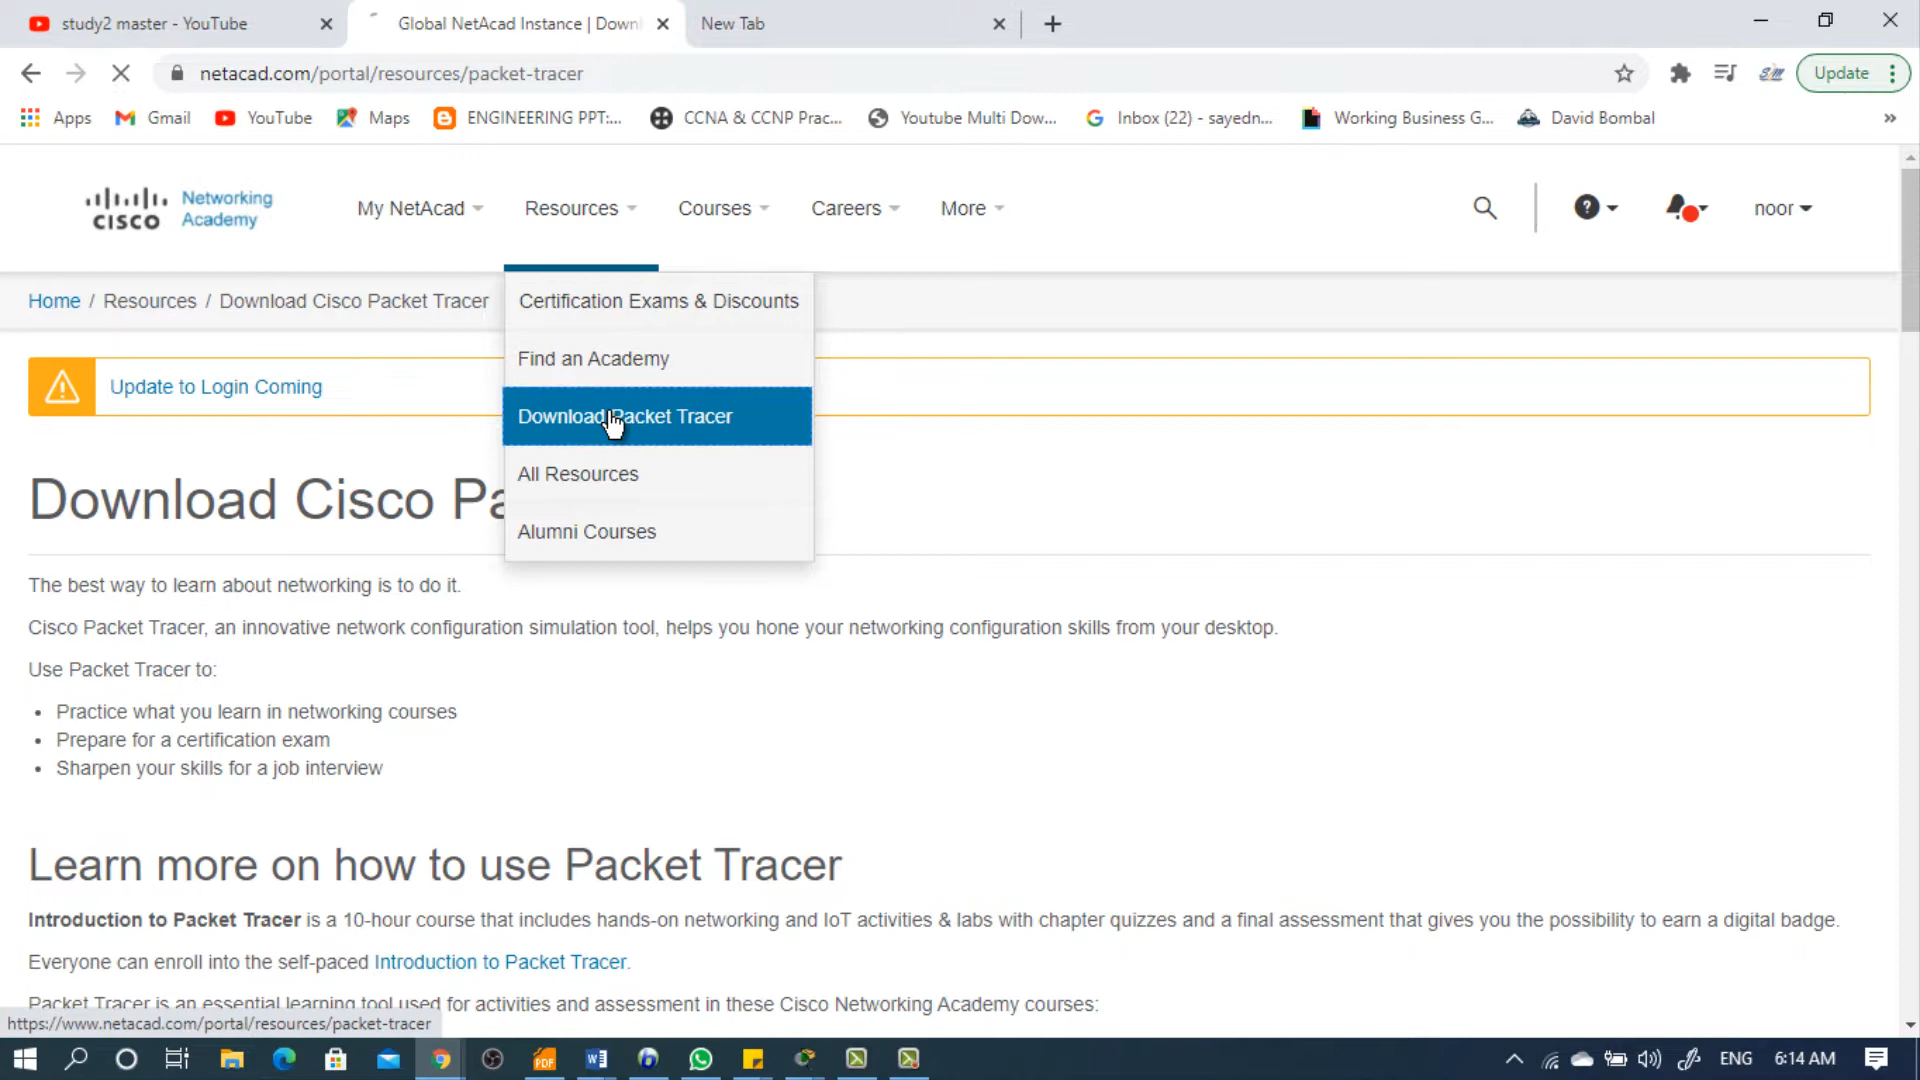 study2 master - YouTube
Global NetAcad Instance | Down
New Tab
netacad.com/portal/resources/packet-tracer
Update
Apps
Gmail
YouTube
Maps
ENGINEERING PPT:...
CCNA & CCNP Prac...
Youtube Multi Dow...
Inbox (22) - sayedn...
Working Business G...
David Bombal
»
CISCO
Networking
Academy
My NetAcad
Resources
Courses
Careers
More
noor
Home / Resources / Download Cisco Packet Tracer
Certification Exams & Discounts
Find an Academy
Download Packet Tracer
All Resources
Alumni Courses
Update to Login Coming
Download Cisco Pa
The best way to learn about networking is to do it.
Cisco Packet Tracer, an innovative network configuration simulation tool, helps you hone your networking configuration skills from your desktop.
Use Packet Tracer to:
• Practice what you learn in networking courses
• Prepare for a certification exam
• Sharpen your skills for a job interview
Learn more on how to use Packet Tracer
Introduction to Packet Tracer is a 10-hour course that includes hands-on networking and IoT activities & labs with chapter quizzes and a final assessment that gives you the possibility to earn a digital badge.
Everyone can enroll into the self-paced Introduction to Packet Tracer.
Packet Tracer is an essential learning tool used for activities and assessment in these Cisco Networking Academy courses:
https://www.netacad.com/portal/resources/packet-tracer
PDF
ENG
6:14 AM